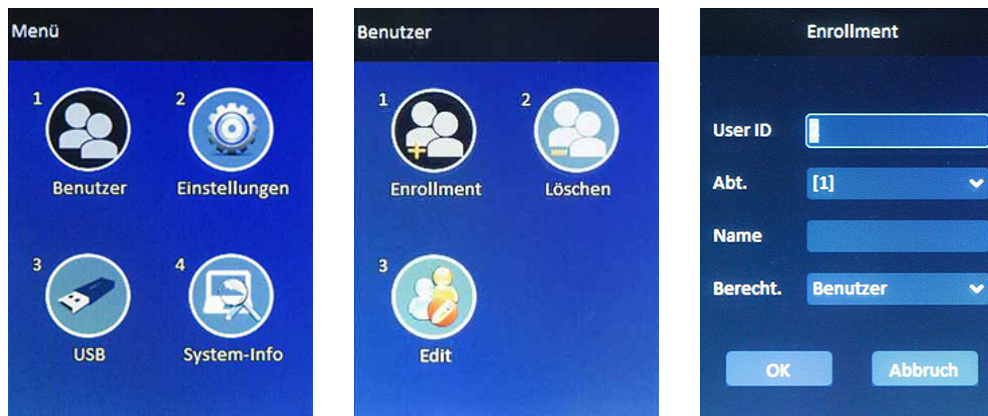 Menü
1 2
Benutzer Einstellungen
3 4
USB System-Info
Benutzer
1 2
Enrollment Löschen
3
Edit
Enrollment
User ID
Abt. [1]
Name
Berecht. Benutzer
OK Abbruch